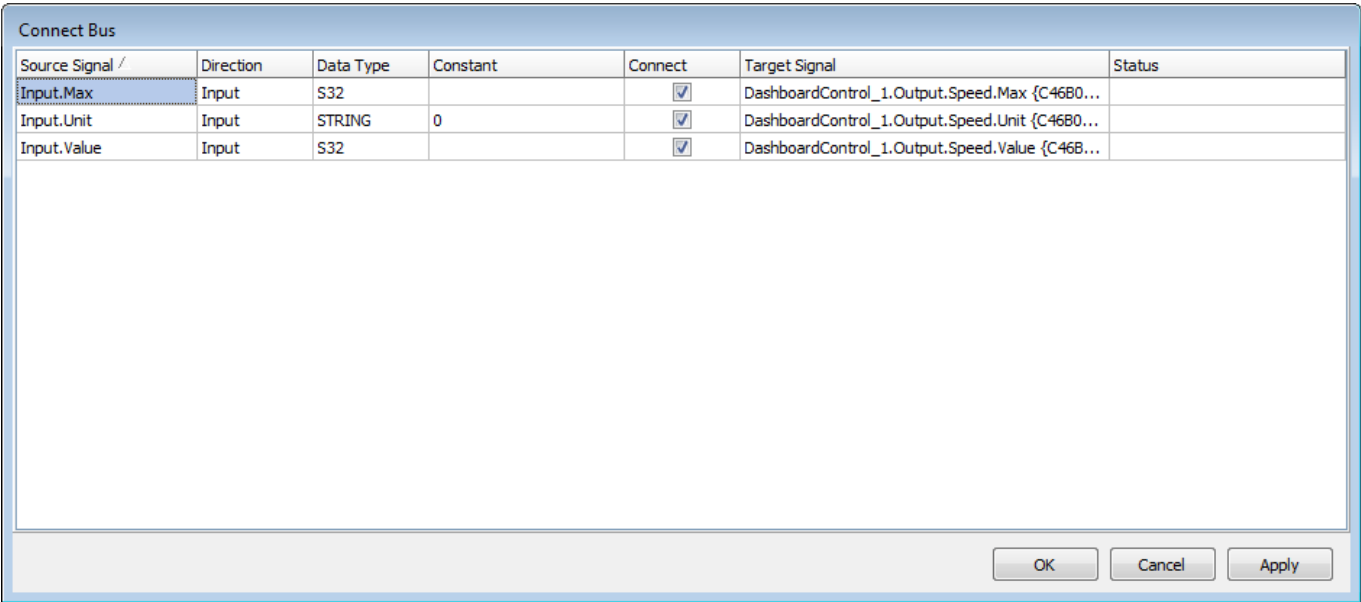 Connect Bus
Source Signal Direction Data Type Constant Connect Target Signal Status
Input.Max Input S32 DashboardControl_1.Output.Speed.Max {C46B0...
Input.Unit Input STRING 0 DashboardControl_1.Output.Speed.Unit {C46B0...
Input.Value Input S32 DashboardControl_1.Output.Speed.Value {C46B...
OK Cancel Apply